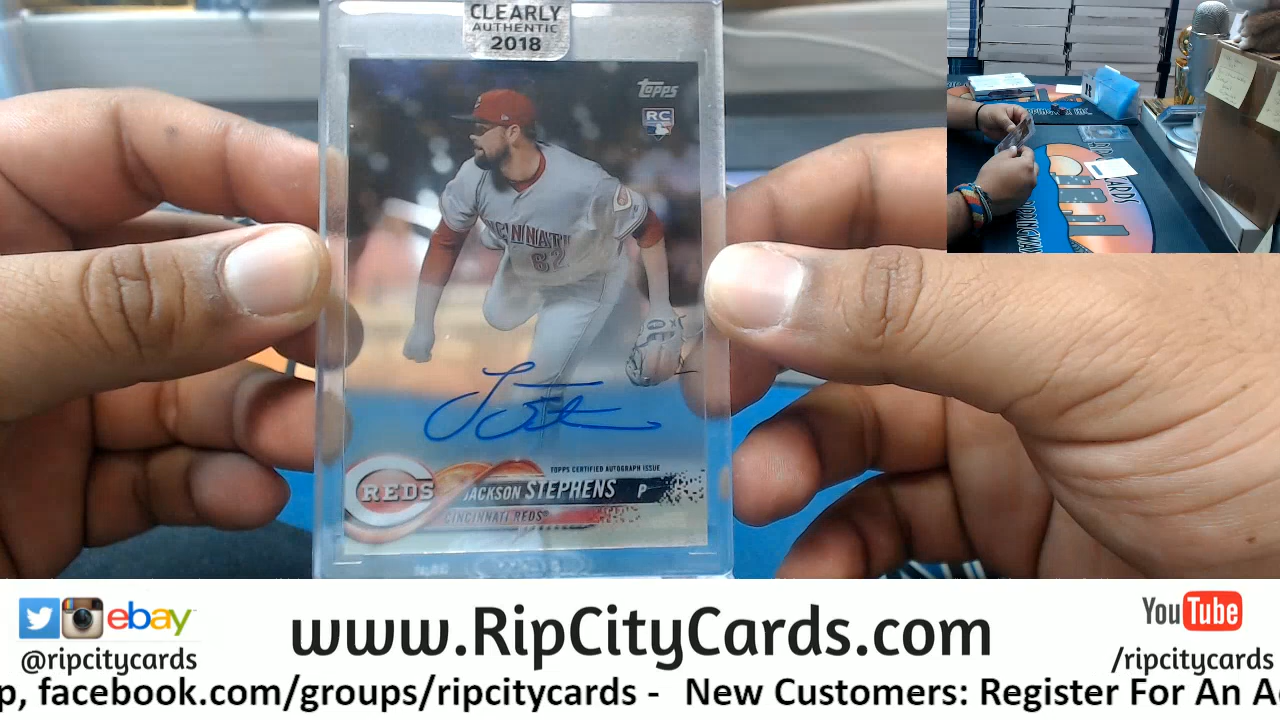 CLEARLY
AUTHENTIC
2018
Topps
RC
CINCINNATI
62
TOPPS CERTIFIED AUTOGRAPH ISSUE
REDS
JACKSON STEPHENS P
CINCINNATI REDS
CARDS
ebay
@ripcitycards
www.RipCityCards.com
YouTube
/ripcitycards
p, facebook.com/groups/ripcitycards - New Customers: Register For An Ac